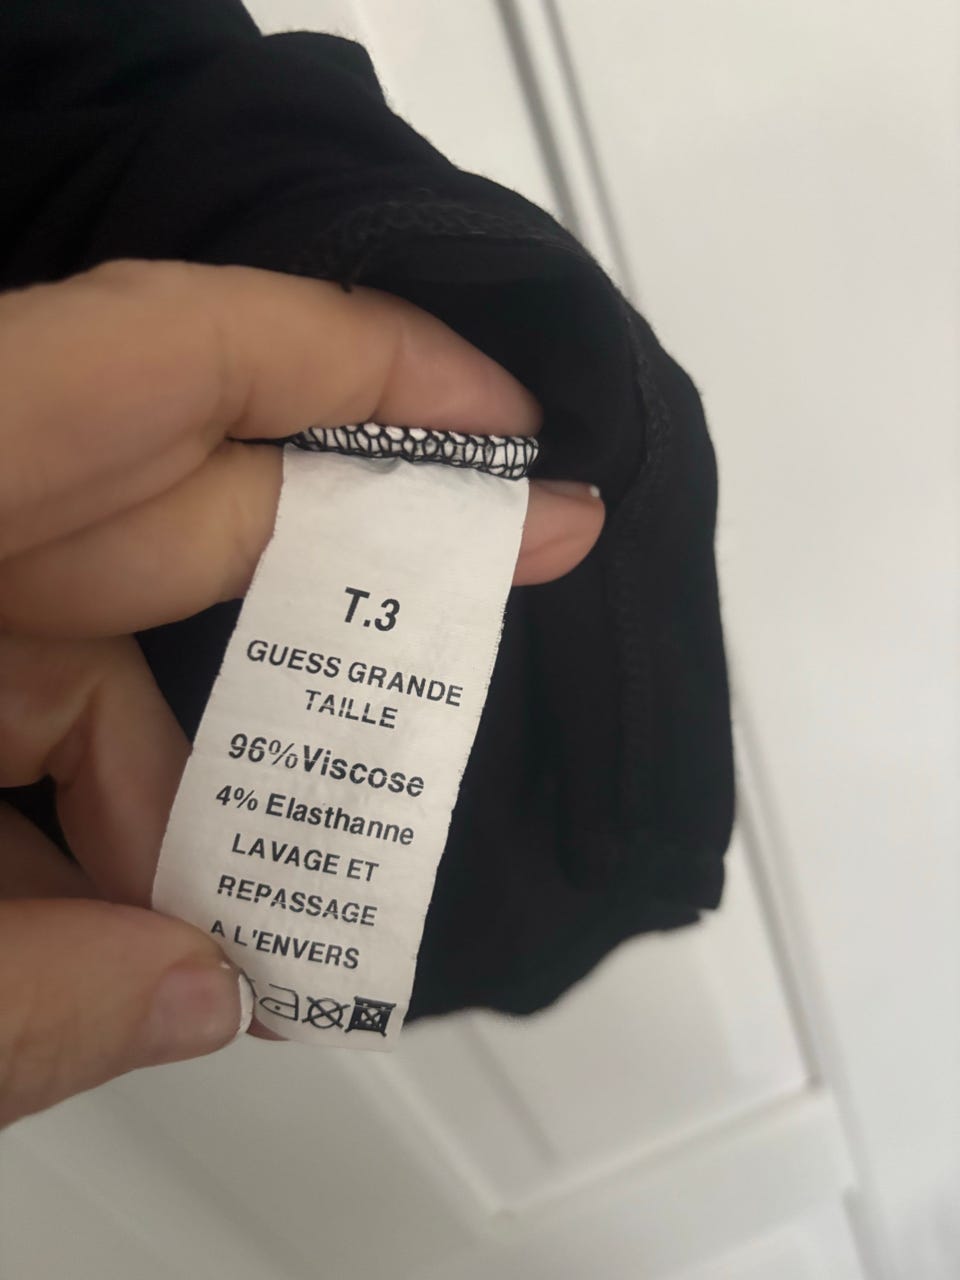 T.3
GUESS GRANDE
TAILLE
96%Viscose
4% Elasthanne
LAVAGE ET
REPASSAGE
A L'ENVERS